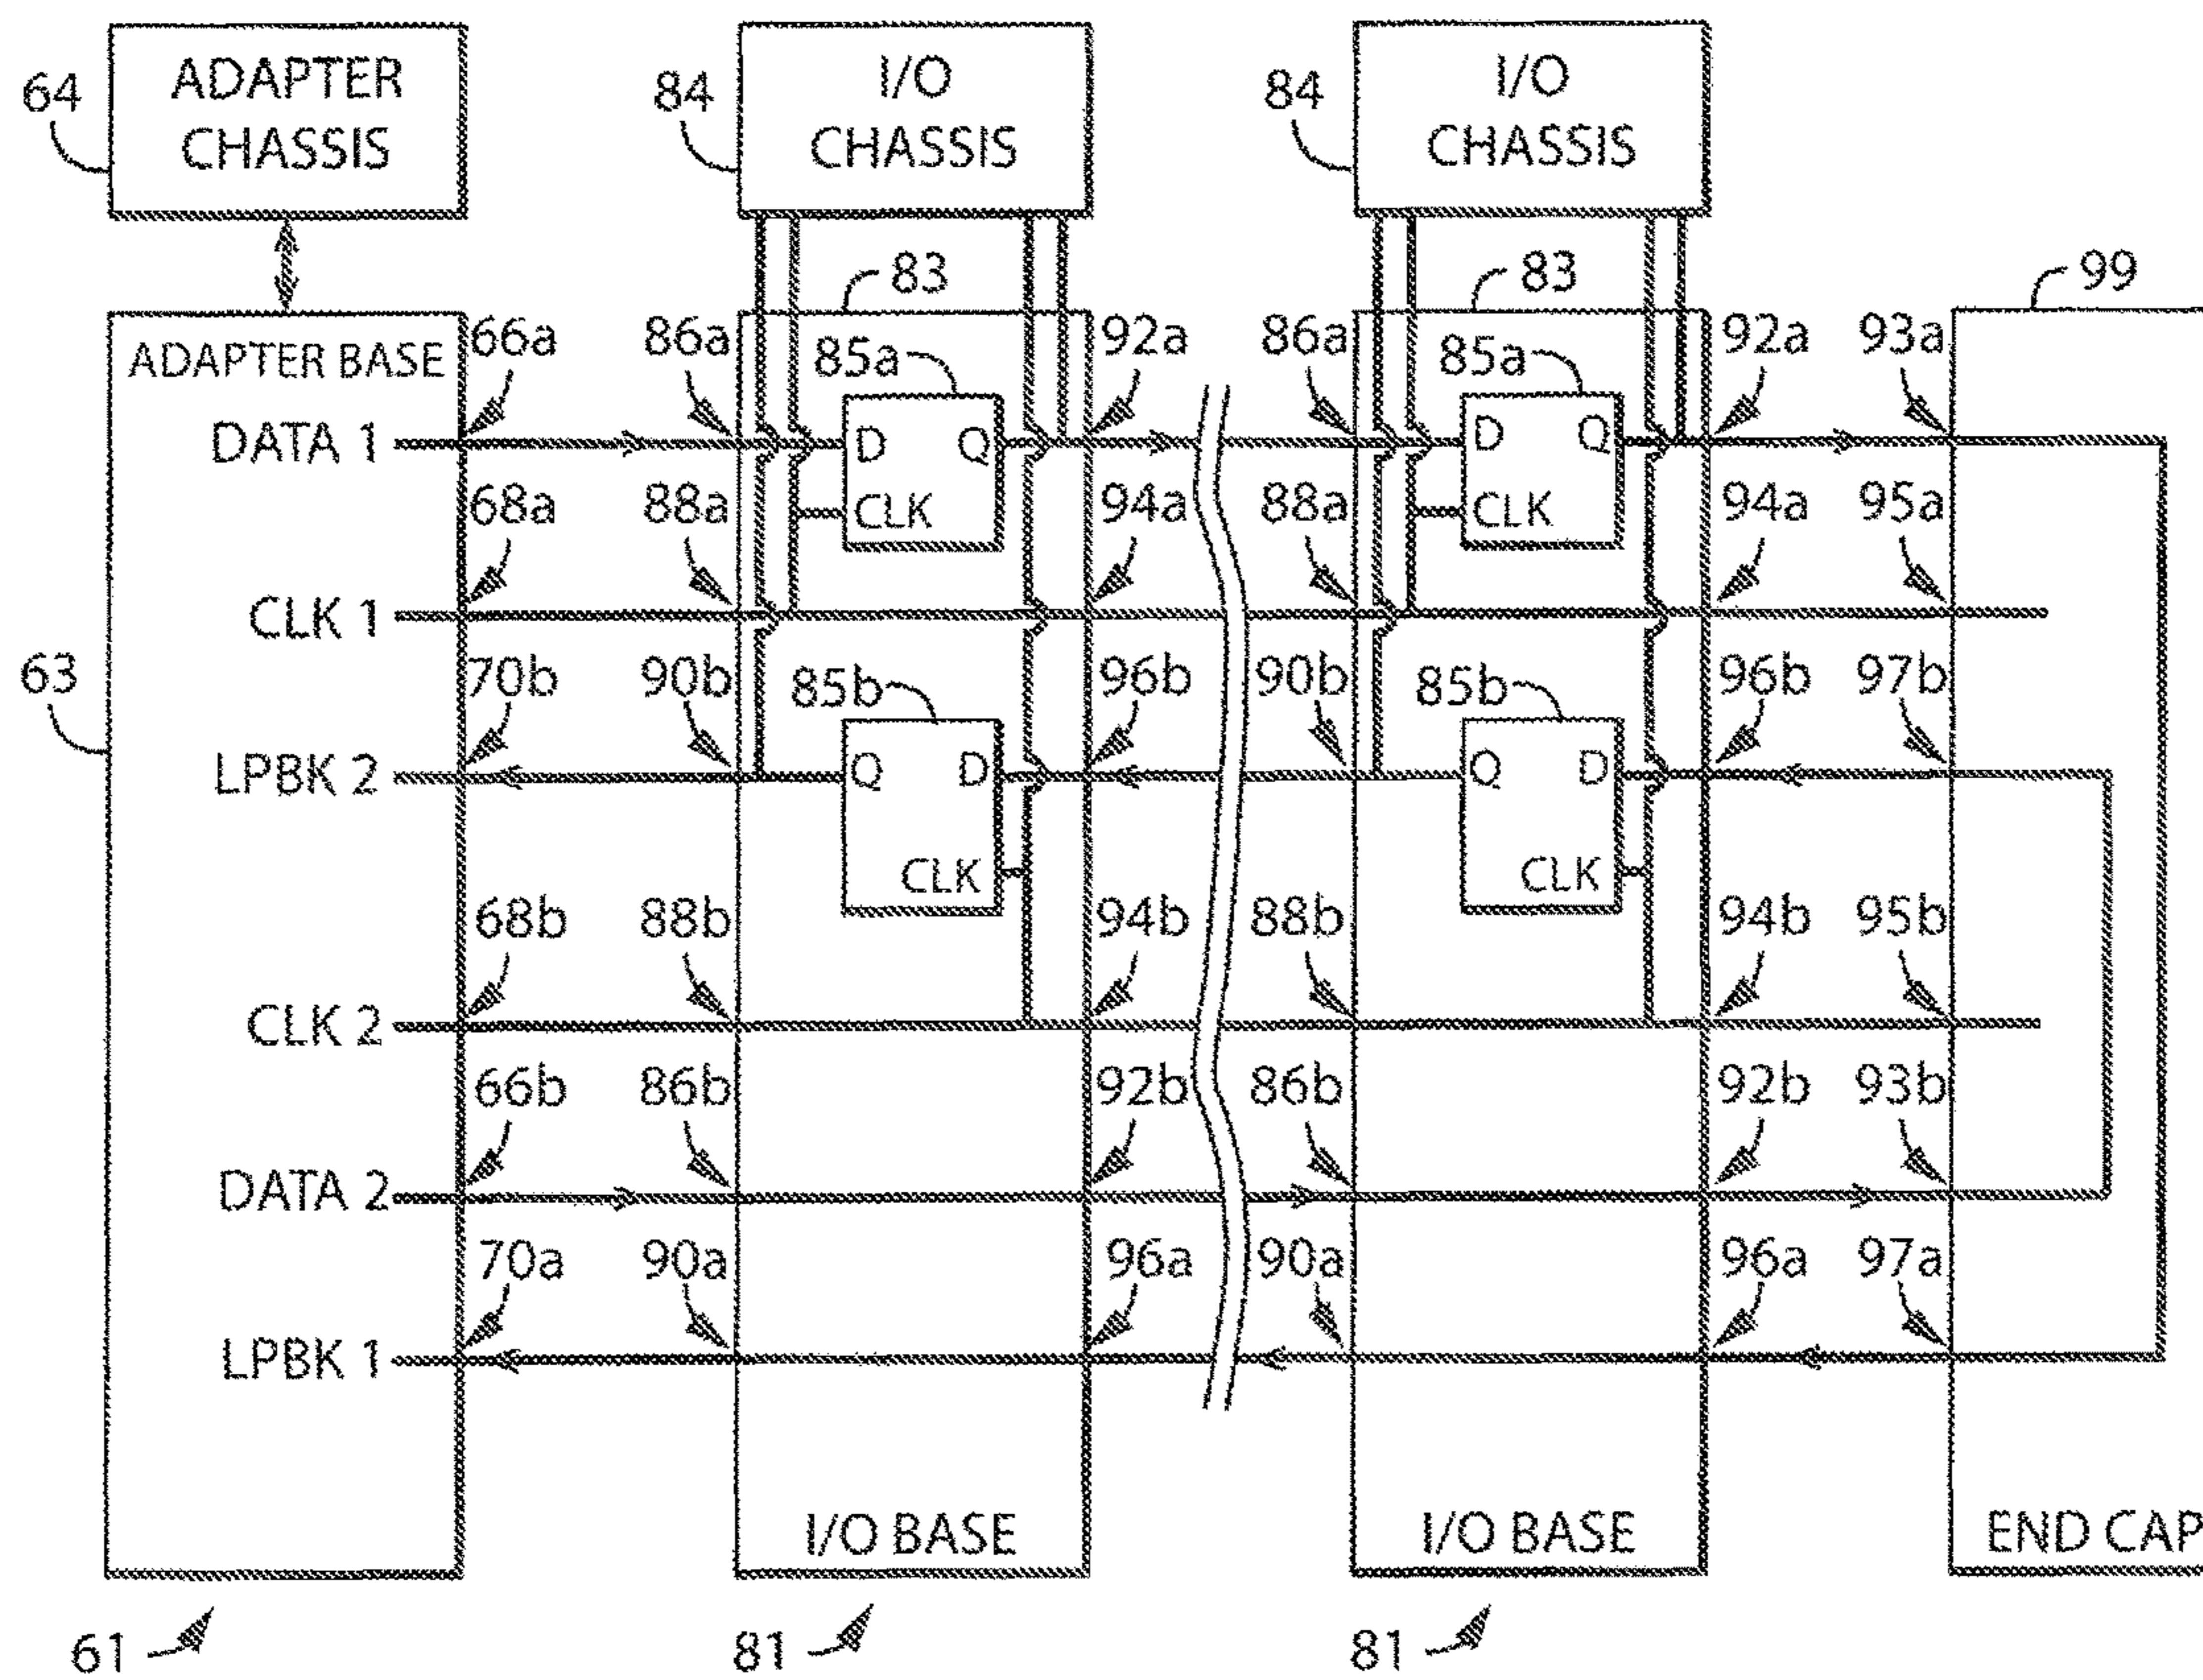 ADAPTER
CHASSIS
64
I/O
CHASSIS
84
I/O
CHASSIS
84
83
83
99
ADAPTER BASE
66a
86a
85a
92a
86a
85a
92a
93a
DATA 1
D
Q
D
Q
68a
88a
CLK
94a
88a
CLK
94a
95a
CLK 1
63
70b
90b
85b
96b
90b
85b
96b
97b
LPBK 2
Q
D
Q
D
CLK
CLK
68b
88b
94b
88b
94b
95b
CLK 2
66b
86b
92b
86b
92b
93b
DATA 2
70a
90a
96a
90a
96a
97a
LPBK 1
I/O BASE
I/O BASE
END CAP
61
81
81